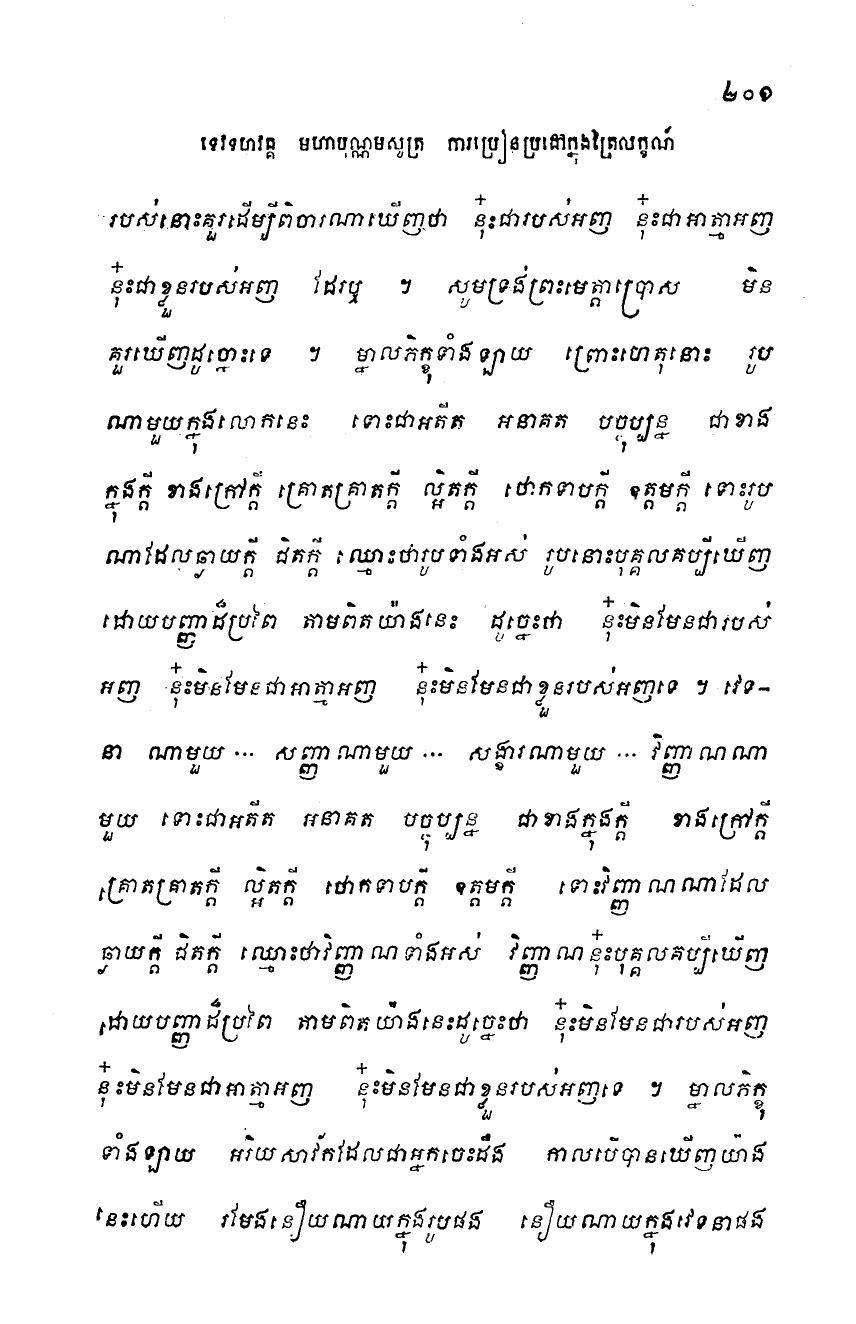 ២០១
ទេវទហវគ្គ មហាបុណ្ណមសូត្រ ការប្រៀនប្រដៅក្នុងត្រៃលក្ខណ៍
របស់នោះគួរដើម្បីពិចារណាឃើញថា នុ៎ះជារបស់អញ នុ៎ះជាអាត្មាអញ
នុ៎ះជាខ្លួនរបស់អញ ដែរឬ ។ សូមទ្រង់ព្រះមេត្តាប្រោស មិន
គួរឃើញដូច្នោះទេ ។ ម្នាលភិក្ខុទាំងឡាយ ព្រោះហេតុនោះ រូប
ណាមួយក្នុងលោកនេះ ទោះជាអតីត អនាគត បច្ចុប្បន្ន ជាខាង
ក្នុងក្តី ខាងក្រៅក្តី គ្រោតគ្រាតក្តី ល្អិតក្តី ថោកទាបក្តី ឧត្តមក្តី ទោះរូប
ណាដែលឆ្ងាយក្តី ជិតក្តី ឈ្មោះថារូបទាំងអស់ រូបនោះបុគ្គលគប្បីឃើញ
ដោយបញ្ញាដ៏ប្រពៃ តាមពិតយ៉ាងនេះ ដូច្នេះថា នុ៎ះមិនមែនជារបស់
អញ នុ៎ះមិនមែនជាអាត្មាអញ នុ៎ះមិនមែនជាខ្លួនរបស់អញទេ ។ វេទ-
នា ណាមួយ ... សញ្ញាណាមួយ ... សង្ខារណាមួយ ... វិញ្ញាណណា
មួយ ទោះជាអតីត អនាគត បច្ចុប្បន្ន ជាខាងក្នុងក្តី ខាងក្រៅក្តី
គ្រោតគ្រាតក្តី ល្អិតក្តី ថោកទាបក្តី ឧត្តមក្តី ទោះវិញ្ញាណណាដែល
ឆ្ងាយក្តី ជិតក្តី ឈ្មោះថាវិញ្ញាណទាំងអស់ វិញ្ញាណនុ៎ះបុគ្គលគប្បីឃើញ
ដោយបញ្ញាដ៏ប្រពៃ តាមពិតយ៉ាងនេះដូច្នេះថា នុ៎ះមិនមែនជារបស់អញ
នុ៎ះមិនមែនជាអាត្មាអញ នុ៎ះមិនមែនជាខ្លួនរបស់អញទេ ។ ម្នាលភិក្ខុ
ទាំងឡាយ អរិយសាវ័កដែលជាអ្នកចេះដឹង កាលបើបានឃើញយ៉ាង
នេះហើយ រមែងនឿយណាយក្នុងរូបផង នឿយណាយក្នុងវេទនាផង